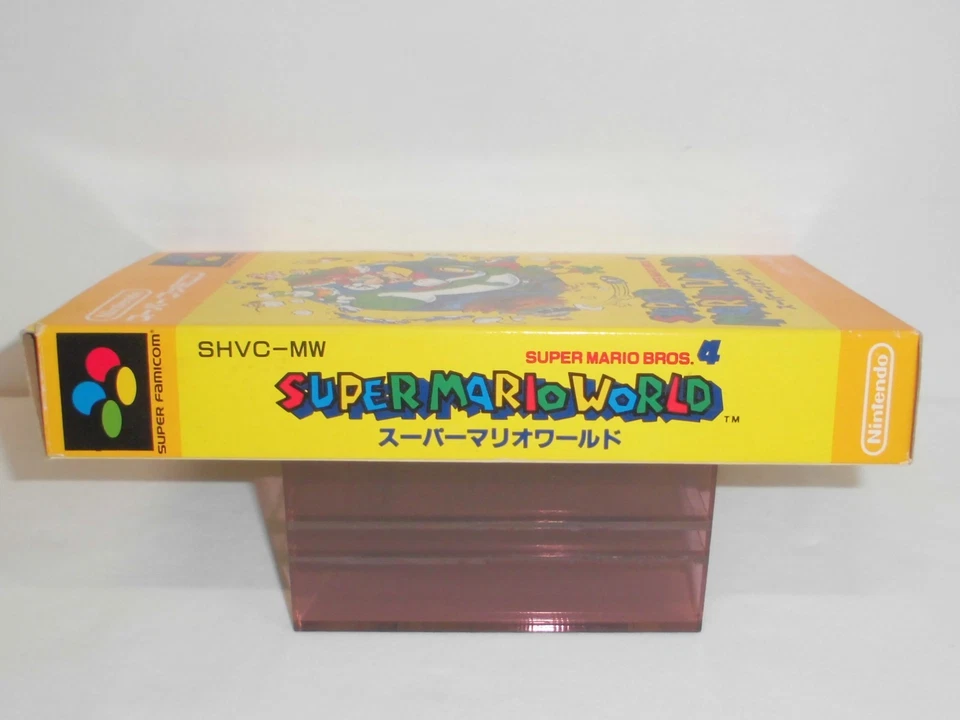 SUPER FAMICOM
SHVC-MW
SUPER MARIO BROS. 4
SUPER MARIO WORLD ™
スーパーマリオワールド
Nintendo